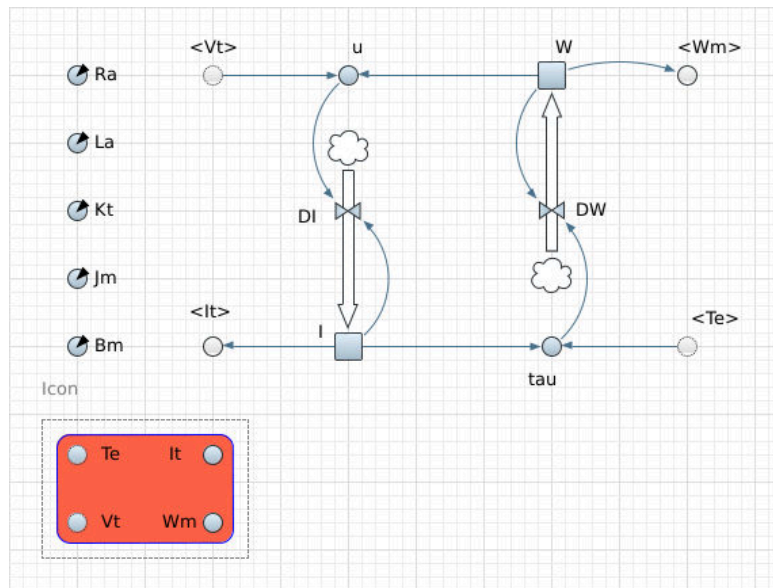 <Vt>
u
W
<Wm>
Ra
La
Kt
DI
DW
Jm
<It>
I
<Te>
Bm
tau
Icon
Te
It
Vt
Wm